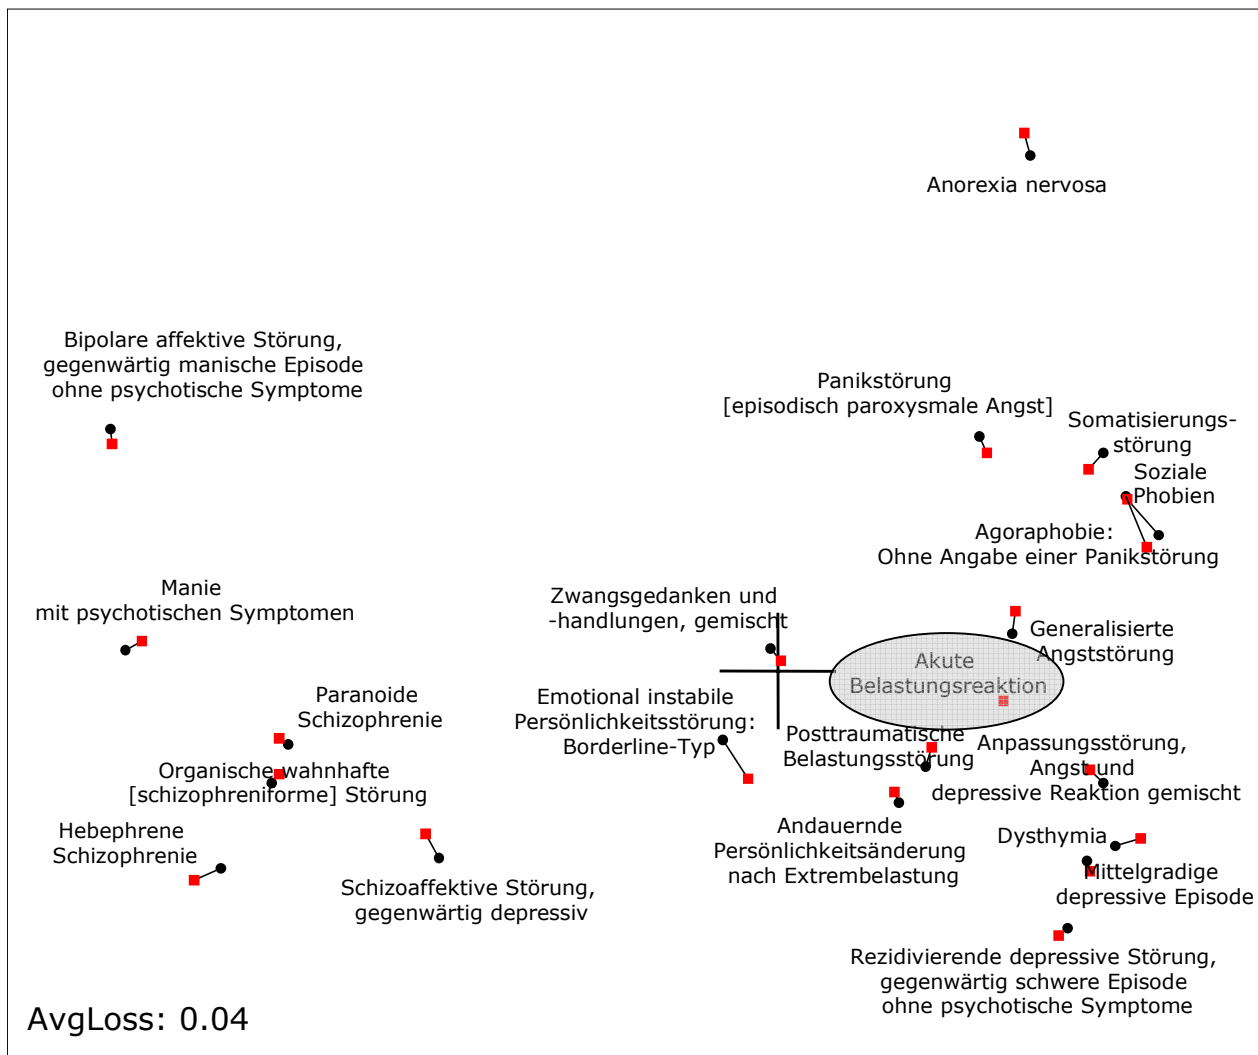 Anorexia nervosa
Bipolare affektive Störung,
gegenwärtig manische Episode
ohne psychotische Symptome
Panikstörung
[episodisch paroxysmale Angst]
Somatisierungs-
störung
Soziale
Phobien
Agoraphobie:
Ohne Angabe einer Panikstörung
Manie
mit psychotischen Symptomen
Zwangsgedanken und
-handlungen, gemischt
Generalisierte
Angststörung
Akute
Belastungsreaktion
Paranoide
Schizophrenie
Emotional instabile
Persönlichkeitsstörung:
Borderline-Typ
Posttraumatische
Belastungsstörung
Anpassungsstörung,
Angst und
depressive Reaktion gemischt
Organische wahnhafte
[schizophreniforme] Störung
Hebephrene
Schizophrenie
Andauernde
Persönlichkeitsänderung
nach Extrembelastung
Dysthymia
Mittelgradige
depressive Episode
Schizoaffektive Störung,
gegenwärtig depressiv
Rezidivierende depressive Störung,
gegenwärtig schwere Episode
ohne psychotische Symptome
AvgLoss: 0.04